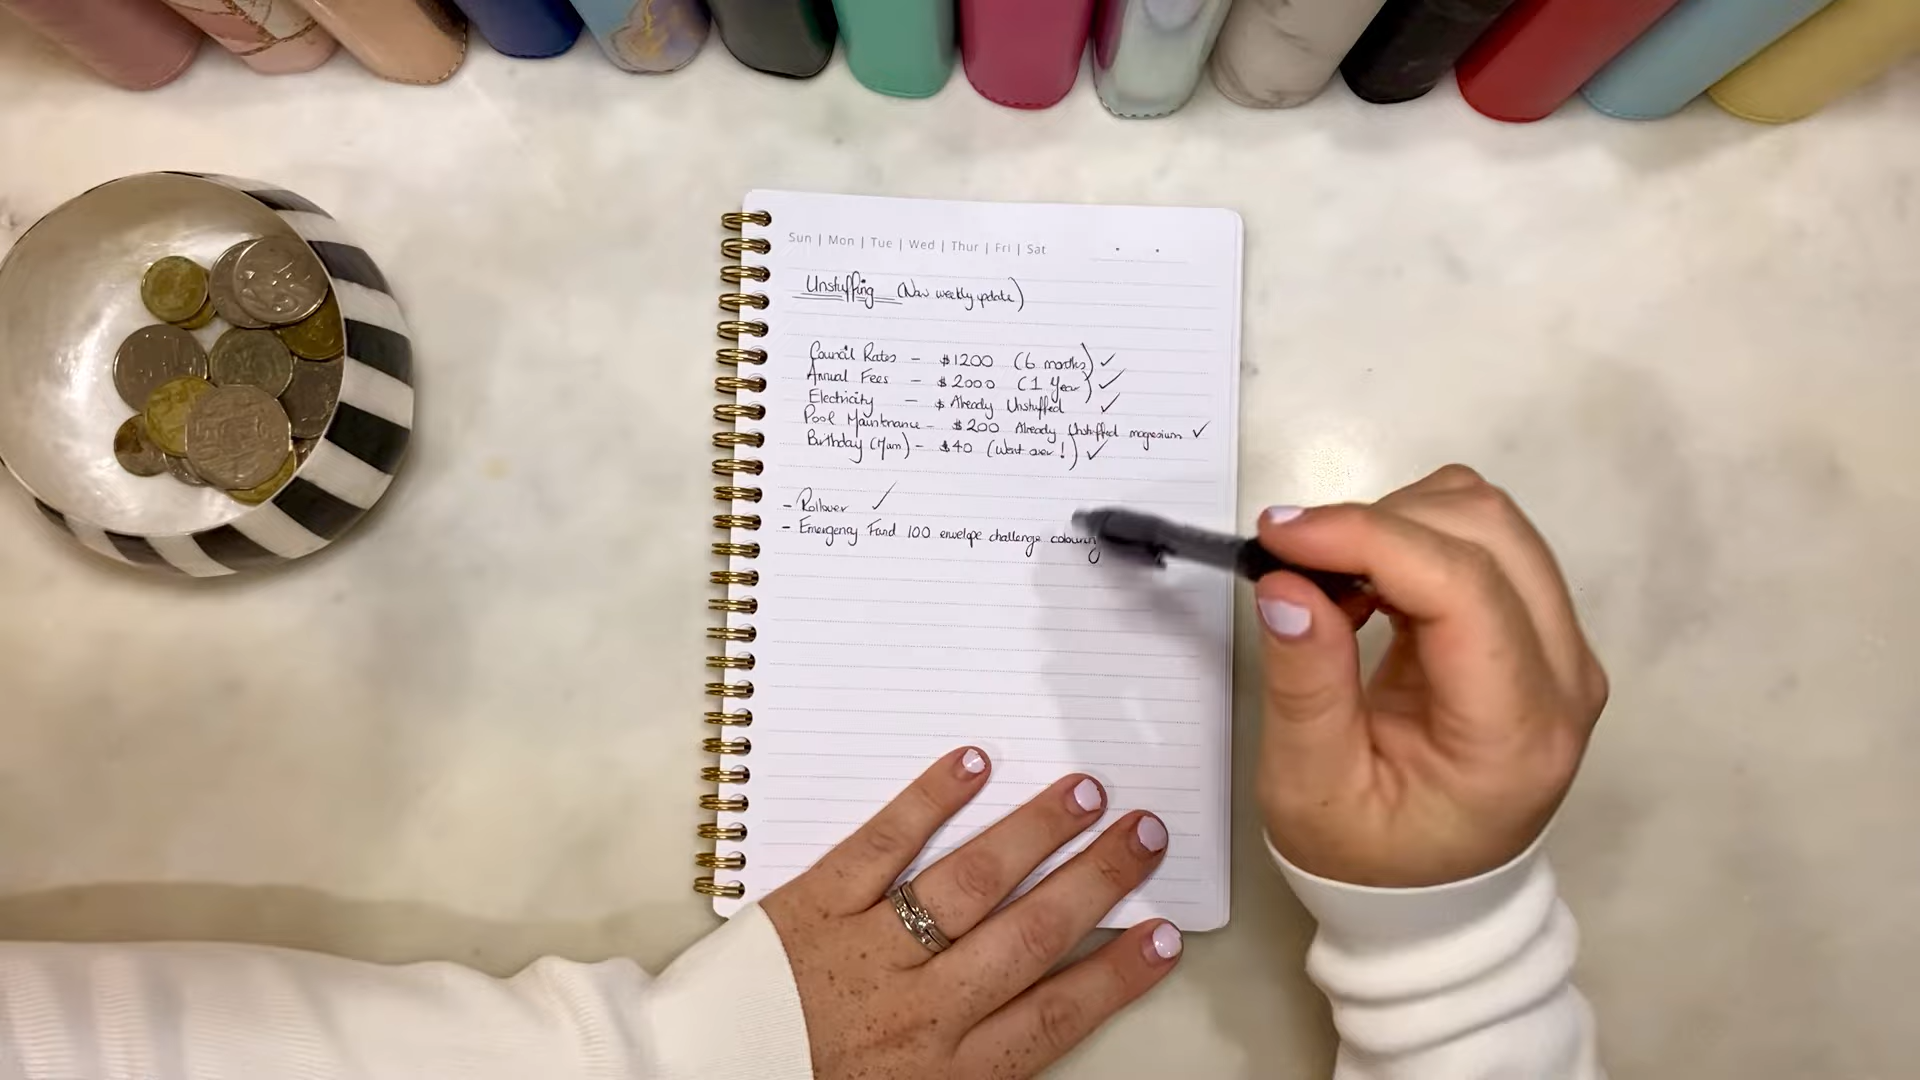 Sun | Mon | Tue | Wed | Thur | Fri | Sat
Unstuffing (Now weekly update)
Council Rates - $1200 (6 months) ✓
Annual Fees - $2000 (1 Year) ✓
Electricity - $ Already Unstuffed ✓
Pool Maintenance - $200 Already Unstuffed magnesium ✓
Birthday (Mum) - $40 (Went over!) ✓
- Rollover ✓
- Emergency Fund 100 envelope challenge colouring